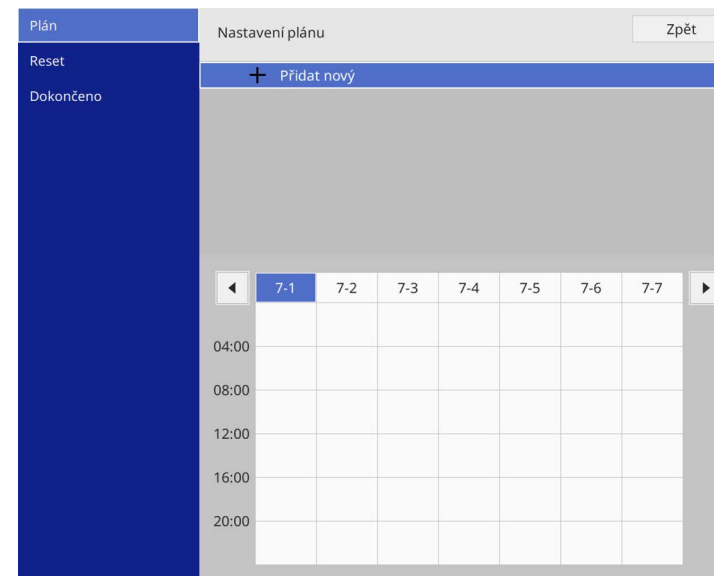 Plán
Reset
Dokončeno
Nastavení plánu
Zpět
Přidat nový
7-1 7-2 7-3 7-4 7-5 7-6 7-7
04:00
08:00
12:00
16:00
20:00